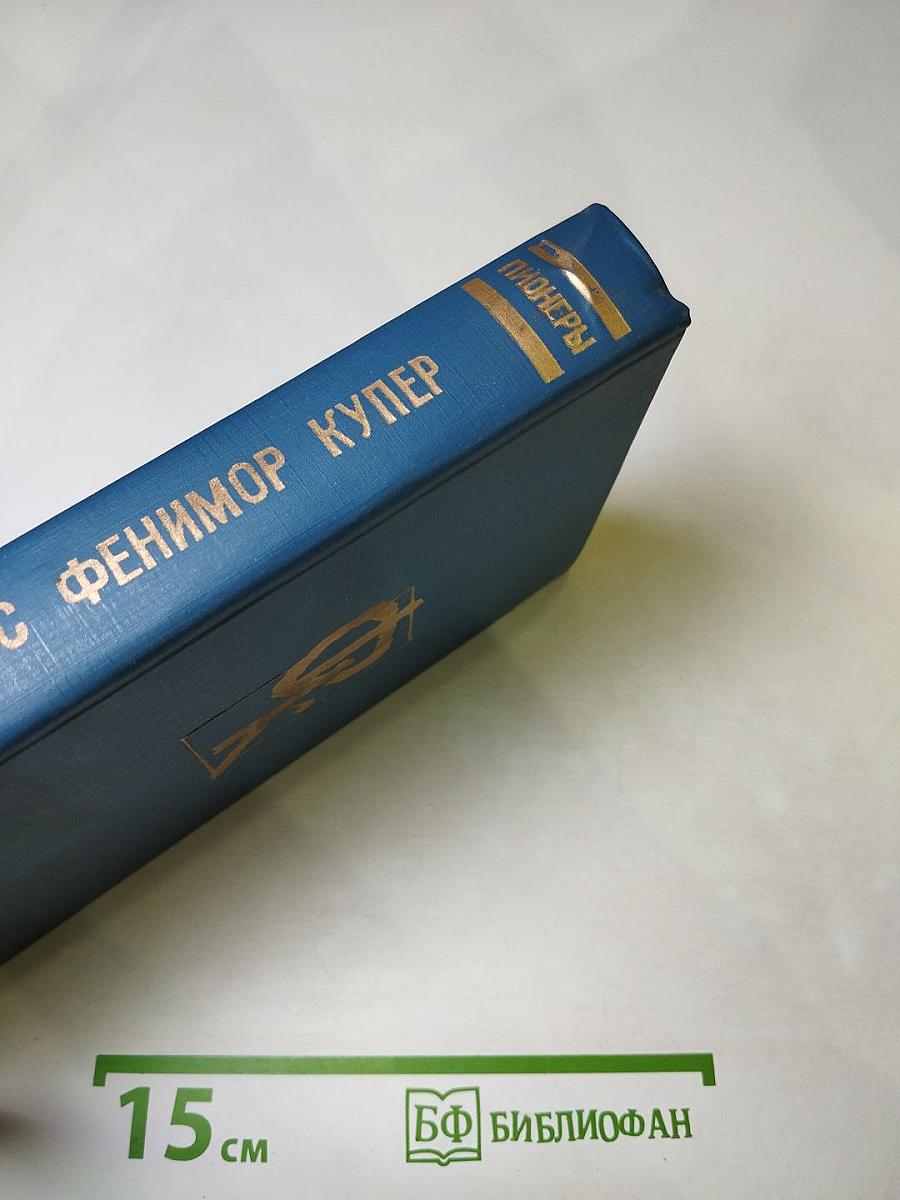 ПИОНЕРЫ
С ФЕНИМОР КУПЕР
15 см
БФ БИБЛИОФАН